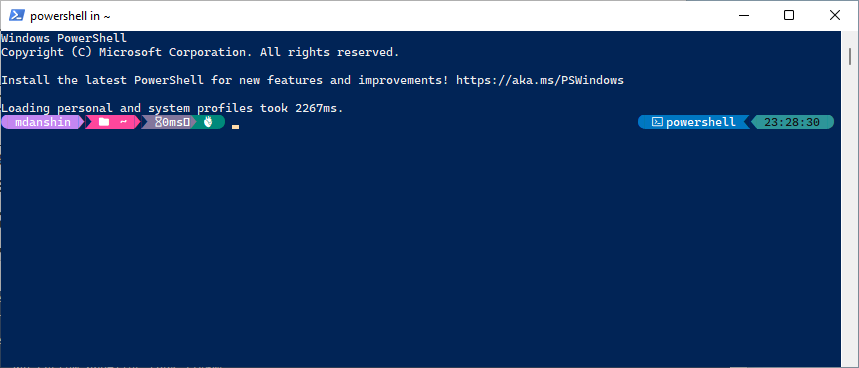 powershell in ~
Windows PowerShell
Copyright (C) Microsoft Corporation. All rights reserved.
Install the latest PowerShell for new features and improvements! https://aka.ms/PSWindows
Loading personal and system profiles took 2267ms.
mdanshin ~ 0ms powershell 23:28:30